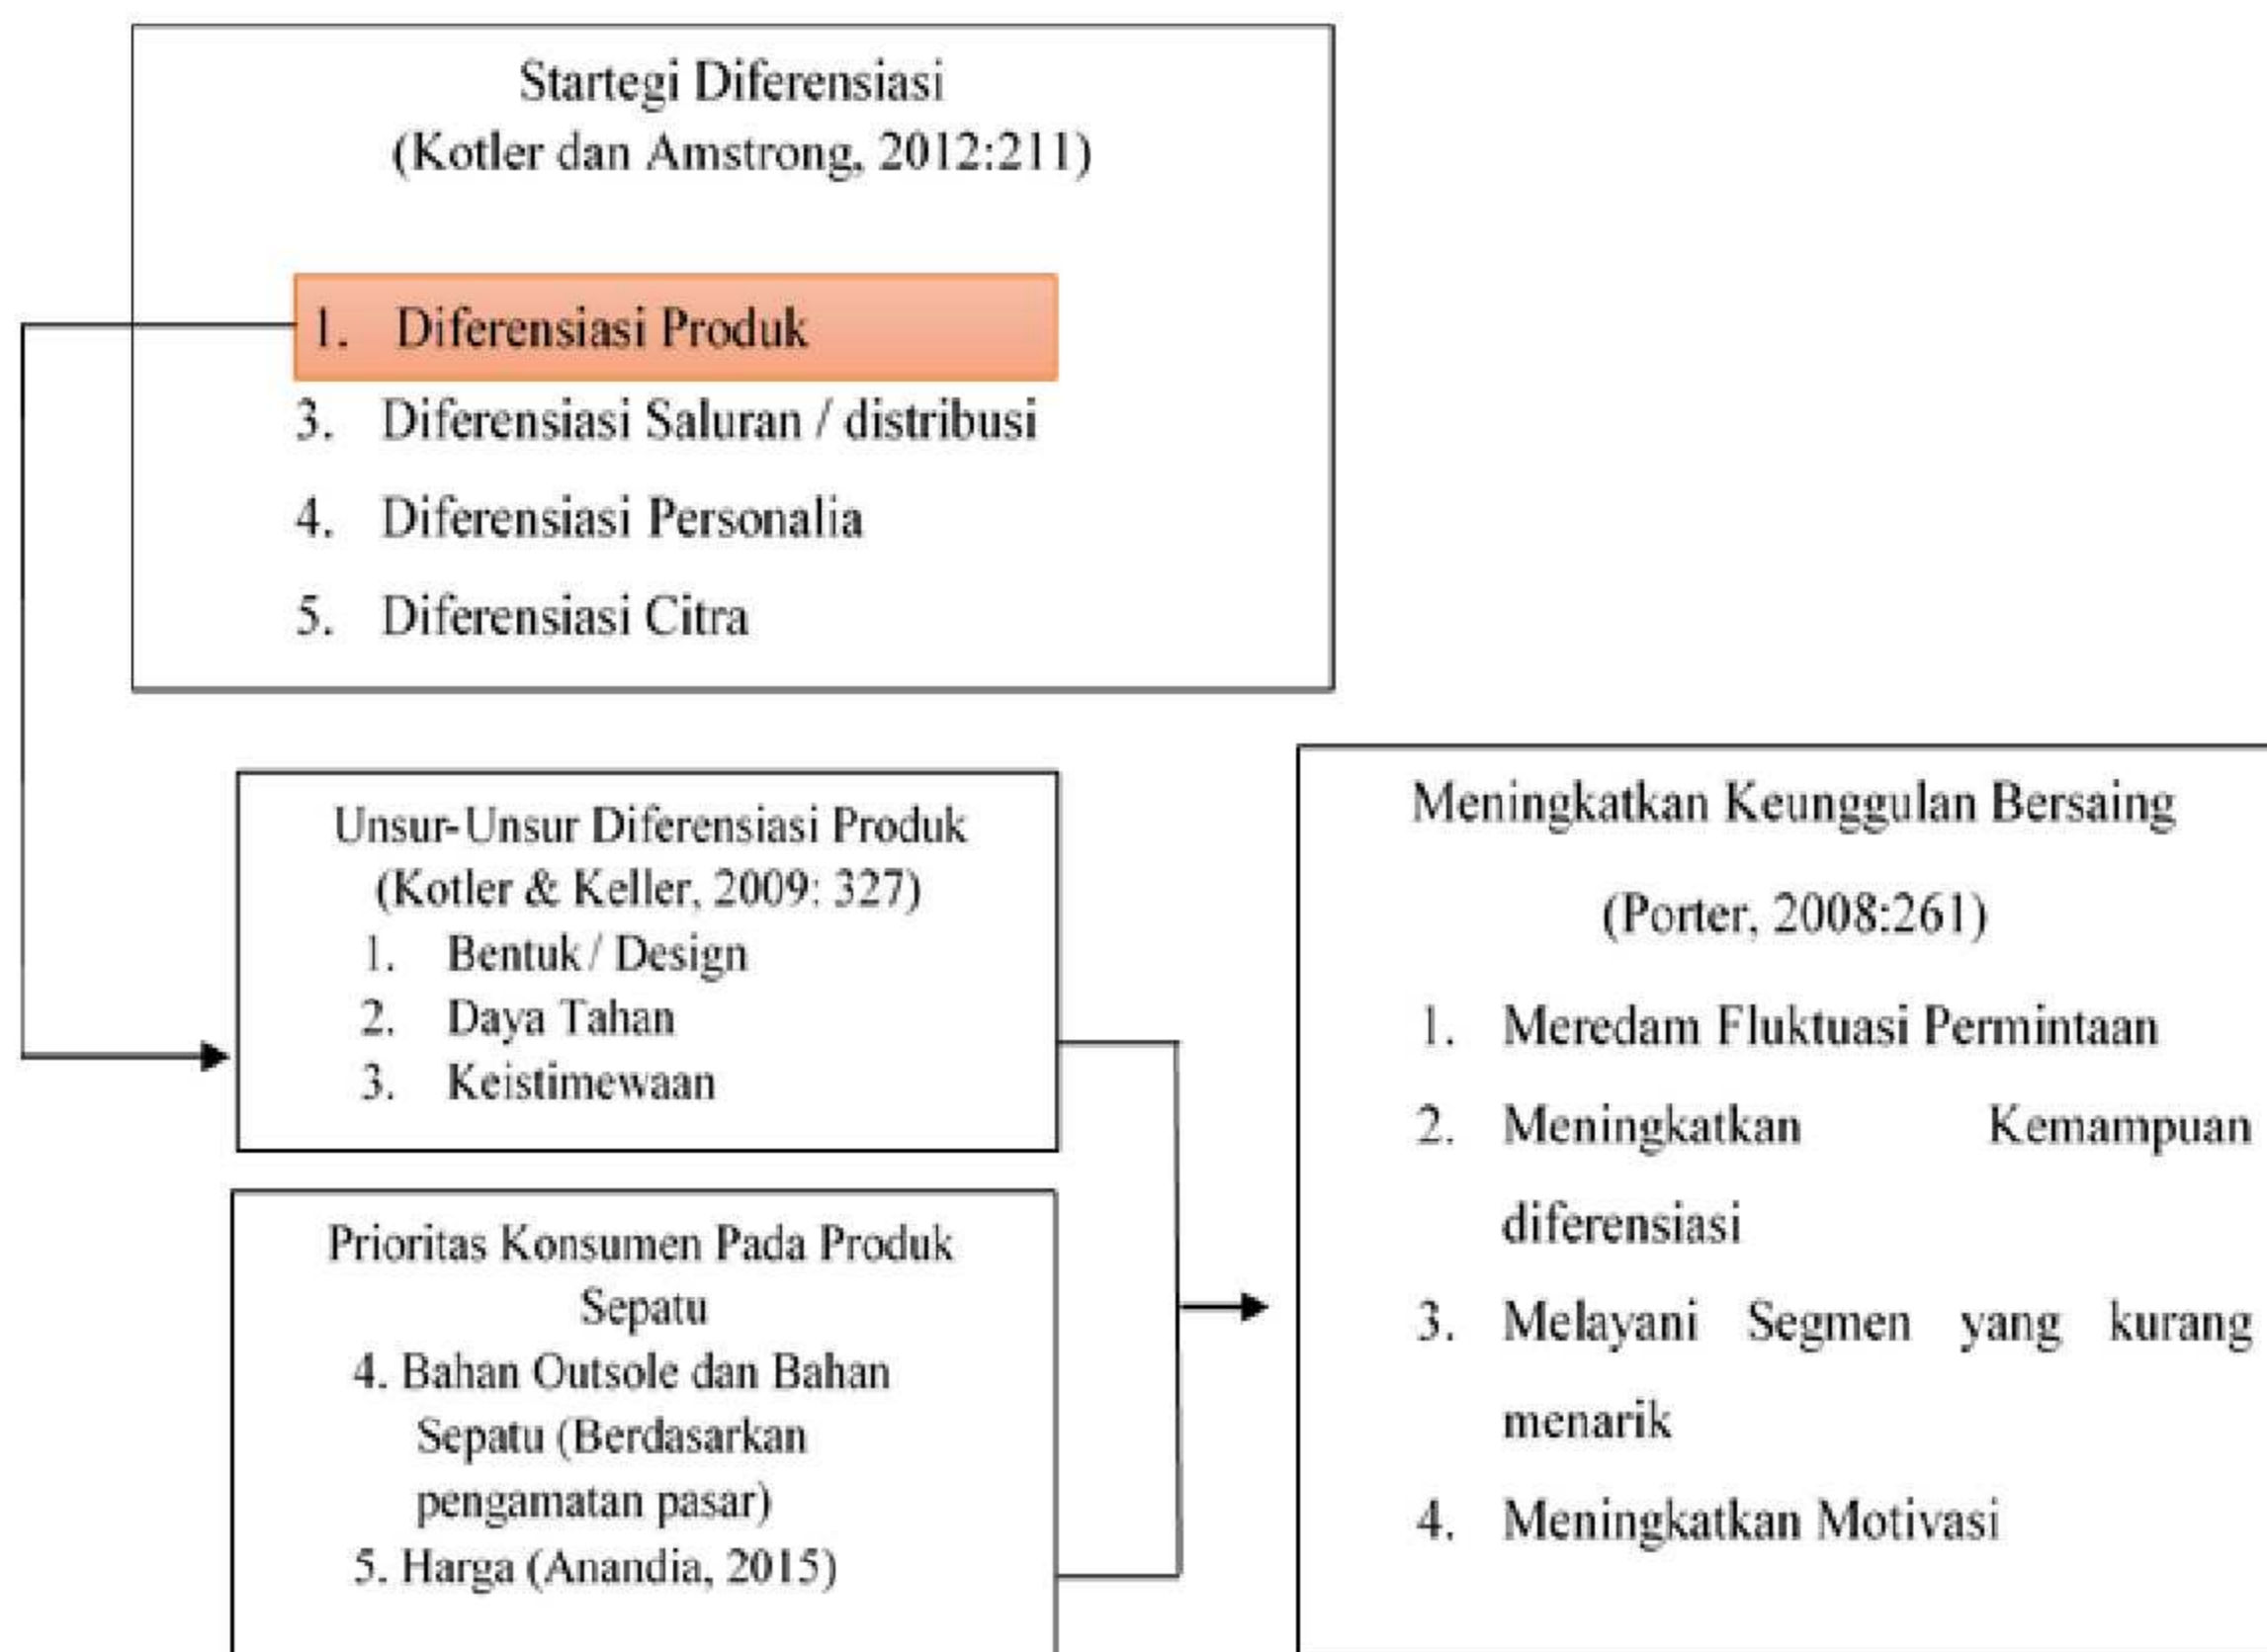 Startegi Diferensiasi
(Kotler dan Amstrong, 2012:211)
1. Diferensiasi Produk
3. Diferensiasi Saluran / distribusi
4. Diferensiasi Personalia
5. Diferensiasi Citra
Unsur-Unsur Diferensiasi Produk
(Kotler & Keller, 2009: 327)
1. Bentuk / Design
2. Daya Tahan
3. Keistimewaan
Prioritas Konsumen Pada Produk
Sepatu
4. Bahan Outsole dan Bahan
Sepatu (Berdasarkan
pengamatan pasar)
5. Harga (Anandia, 2015)
Meningkatkan Keunggulan Bersaing
(Porter, 2008:261)
1. Meredam Fluktuasi Permintaan
2. Meningkatkan Kemampuan
diferensiasi
3. Melayani Segmen yang kurang
menarik
4. Meningkatkan Motivasi